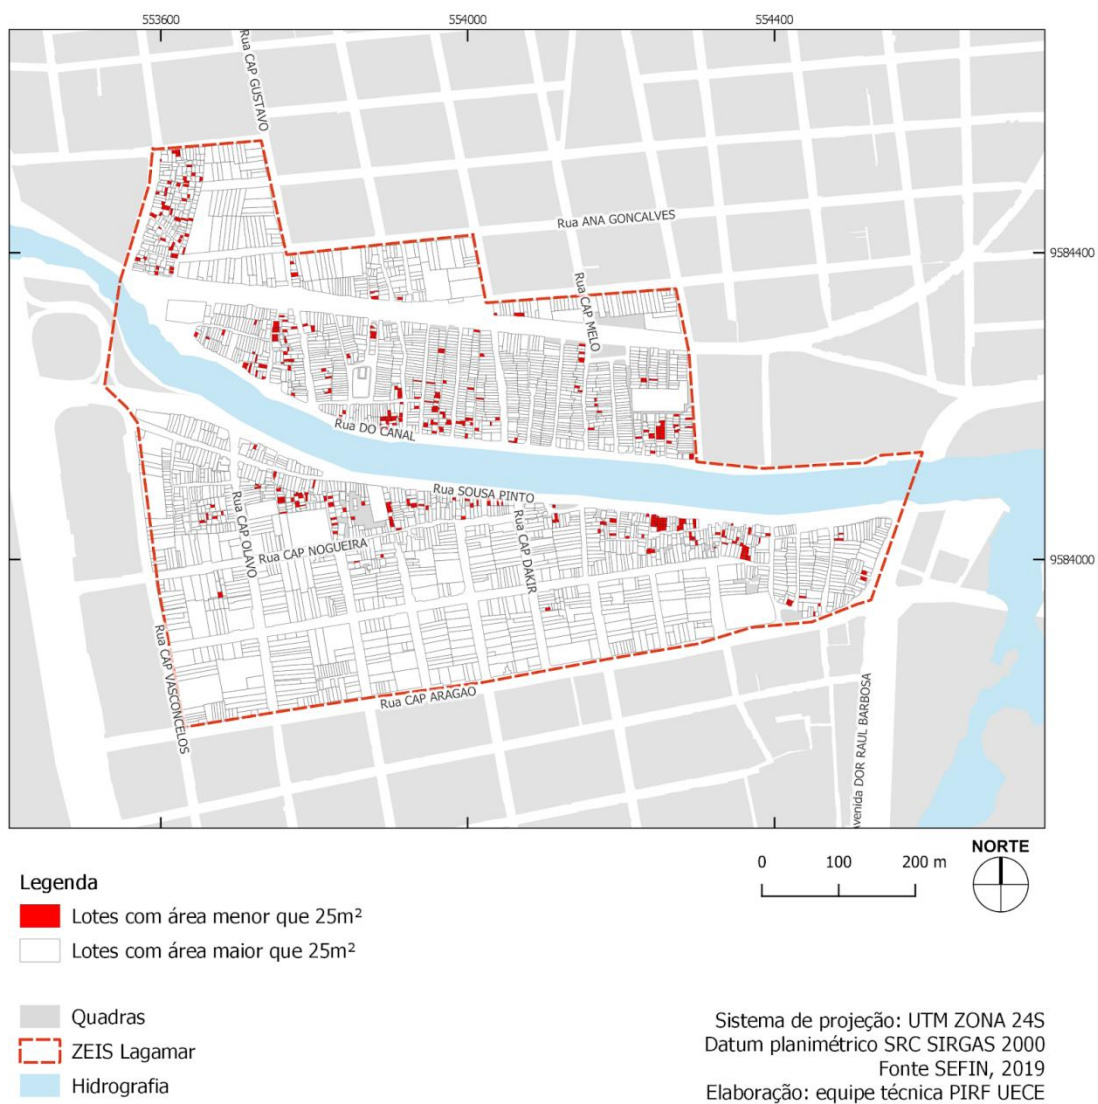 553600
554000
554400
Rua CAP GUSTAVO
Rua ANA GONCALVES
9584400
Rua CAP MELO
Rua DO CANAL
Rua SOUSA PINTO
Rua CAP OLAVO
Rua CAP NOGUEIRA
Rua CAP DAKIR
9584000
Rua CAP VASCONCELOS
Rua CAP ARAGAO
Avenida DOR RAUL BARBOSA
NORTE
0 100 200 m
Legenda
Lotes com área menor que 25m²
Lotes com área maior que 25m²
Quadras
ZEIS Lagamar
Hidrografia
Sistema de projeção: UTM ZONA 24S
Datum planimétrico SRC SIRGAS 2000
Fonte SEFIN, 2019
Elaboração: equipe técnica PIRF UECE